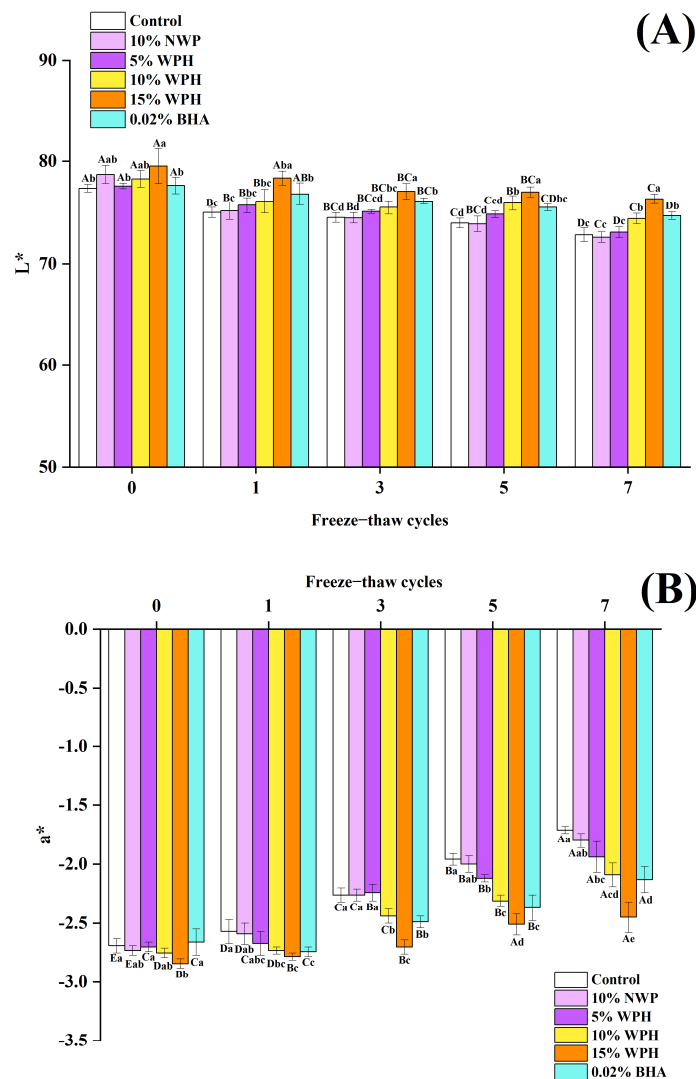 (A)
Control
10% NWP
5% WPH
10% WPH
15% WPH
0.02% BHA
90
80
70
60
50
L*
Ab Aab Ab Aab Aa Ab
Bc Bc Bbc Bbc Aba ABb
BCd Bd BCcd BCbc BCa BCb
Cd BCd Ccd Bb BCa CDbc
Dc Cc Dc Cb Ca Db
0 1 3 5 7
Freeze−thaw cycles
(B)
Freeze−thaw cycles
0 1 3 5 7
0.0
-0.5
-1.0
-1.5
-2.0
-2.5
-3.0
-3.5
a*
Ea Eab Ca Dab Bb Ca
Da Dab Cabc Dbc Bc Cc
Ca Ca Ba Cb Bc Bb
Ba Bab Bb Bc Ad Bc
Aa Aab Abc Acd Ae Ad
Control
10% NWP
5% WPH
10% WPH
15% WPH
0.02% BHA